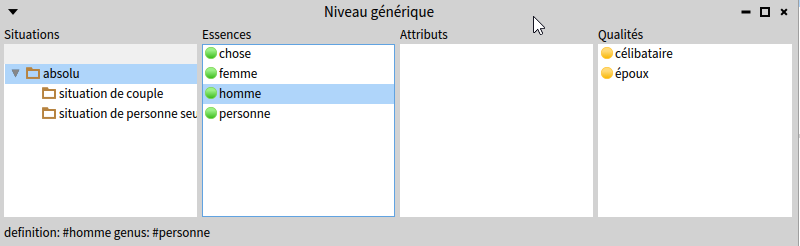 Niveau générique
Situations Essences Attributs Qualités
chose célibataire
absolu femme époux
situation de couple homme
situation de personne seu personne
definition: #homme genus: #personne